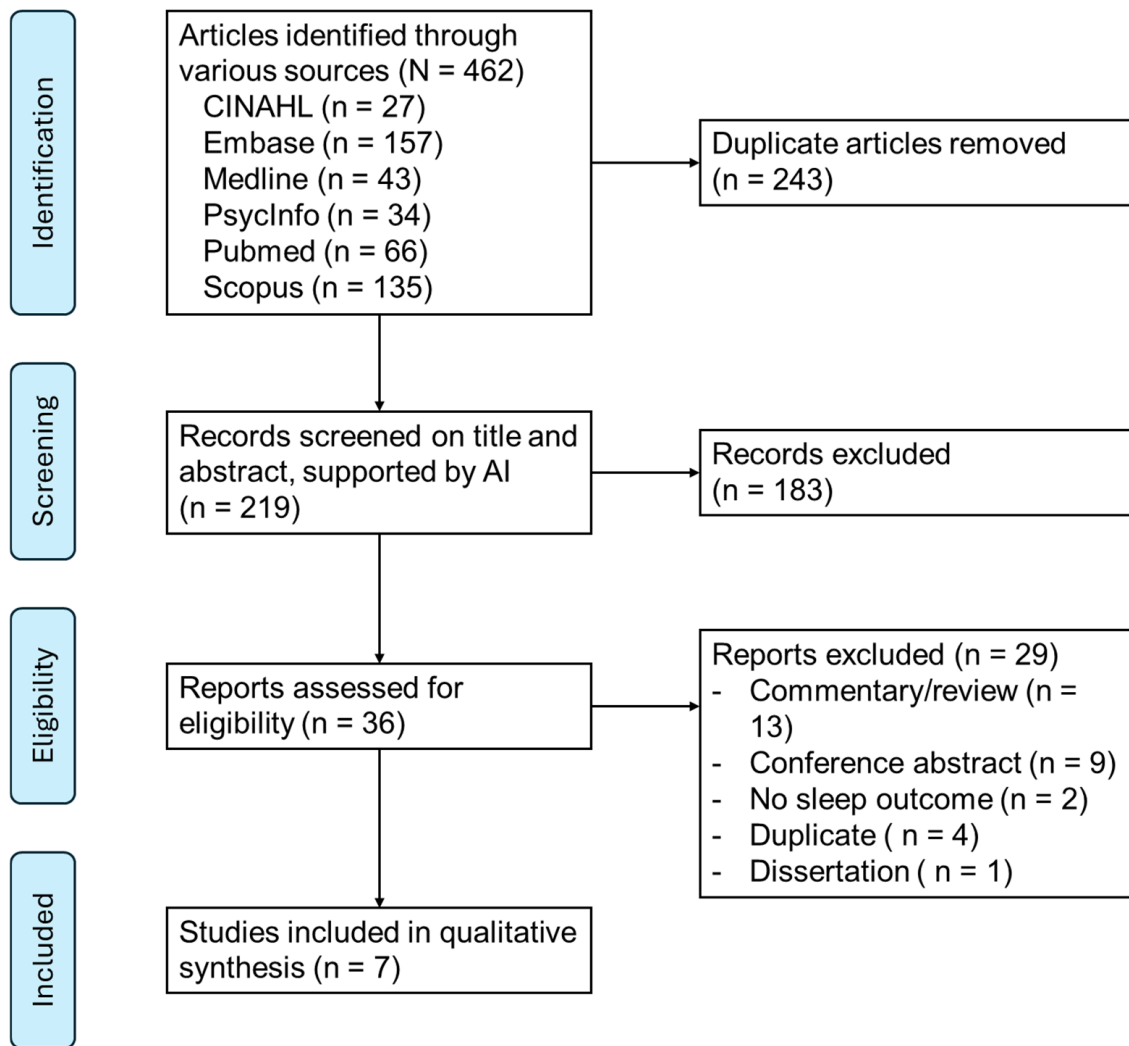 Identification
Articles identified through
various sources (N = 462)
CINAHL (n = 27)
Embase (n = 157)
Medline (n = 43)
PsycInfo (n = 34)
Pubmed (n = 66)
Scopus (n = 135)
Duplicate articles removed
(n = 243)
Screening
Records screened on title and
abstract, supported by AI
(n = 219)
Records excluded
(n = 183)
Eligibility
Reports assessed for
eligibility (n = 36)
Reports excluded (n = 29)
- Commentary/review (n =
13)
- Conference abstract (n = 9)
- No sleep outcome (n = 2)
- Duplicate ( n = 4)
- Dissertation ( n = 1)
Included
Studies included in qualitative
synthesis (n = 7)